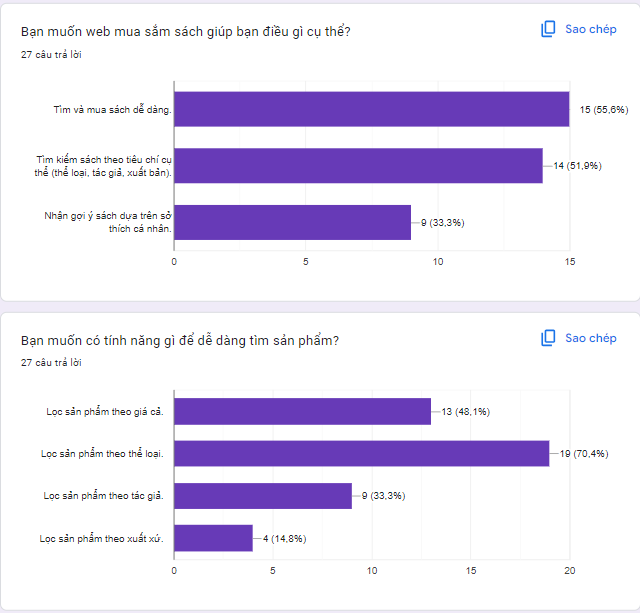 Bạn muốn web mua sắm sách giúp bạn điều gì cụ thể?
Sao chép
27 câu trả lời
Tìm và mua sách dễ dàng.
15 (55,6%)
Tìm kiếm sách theo tiêu chí cụ
thể (thể loại, tác giả, xuất bản).
14 (51,9%)
Nhận gợi ý sách dựa trên sở
thích cá nhân.
9 (33,3%)
0 5 10 15
Bạn muốn có tính năng gì để dễ dàng tìm sản phẩm?
Sao chép
27 câu trả lời
Lọc sản phẩm theo giá cả.
13 (48,1%)
Lọc sản phẩm theo thể loại.
19 (70,4%)
Lọc sản phẩm theo tác giả.
9 (33,3%)
Lọc sản phẩm theo xuất xứ.
4 (14,8%)
0 5 10 15 20